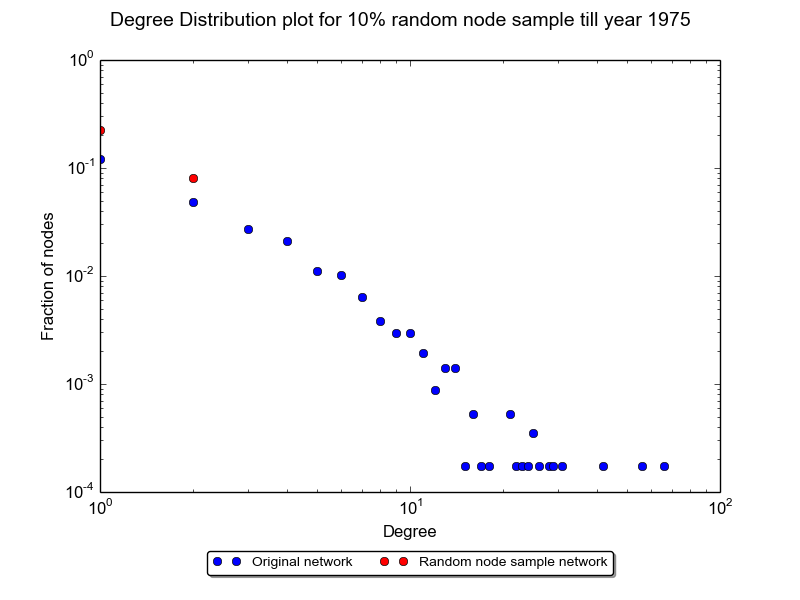 Degree Distribution plot for 10% random node sample till year 1975
10^0
10^-1
10^-2
10^-3
10^-4
Fraction of nodes
10^0 10^1 10^2
Degree
Original network Random node sample network